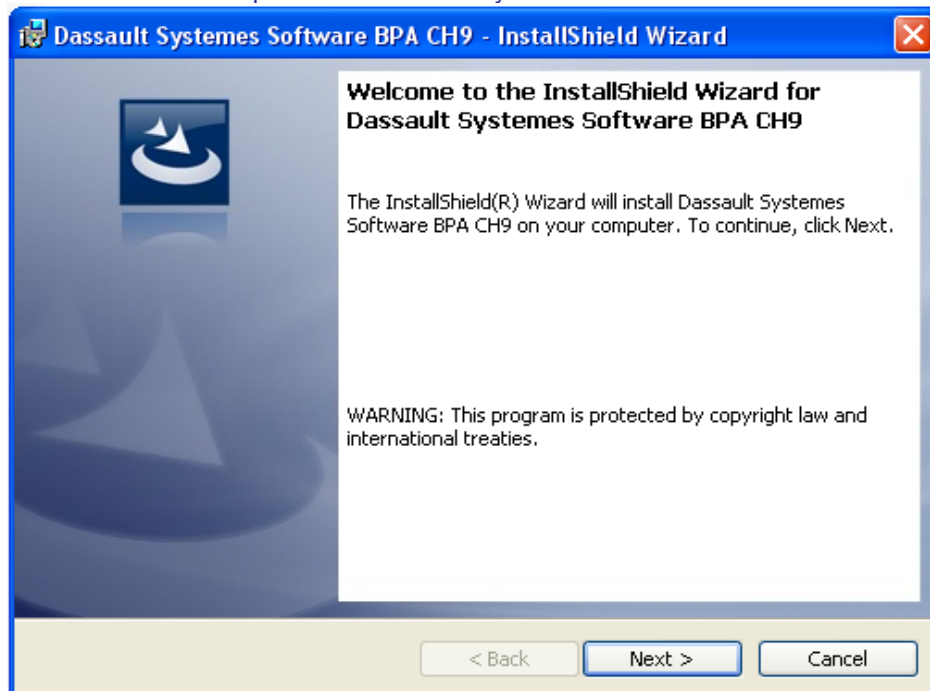 Dassault Systemes Software BPA CH9 - InstallShield Wizard
Welcome to the InstallShield Wizard for
Dassault Systemes Software BPA CH9
The InstallShield(R) Wizard will install Dassault Systemes
Software BPA CH9 on your computer. To continue, click Next.
WARNING: This program is protected by copyright law and
international treaties.
< Back Next > Cancel